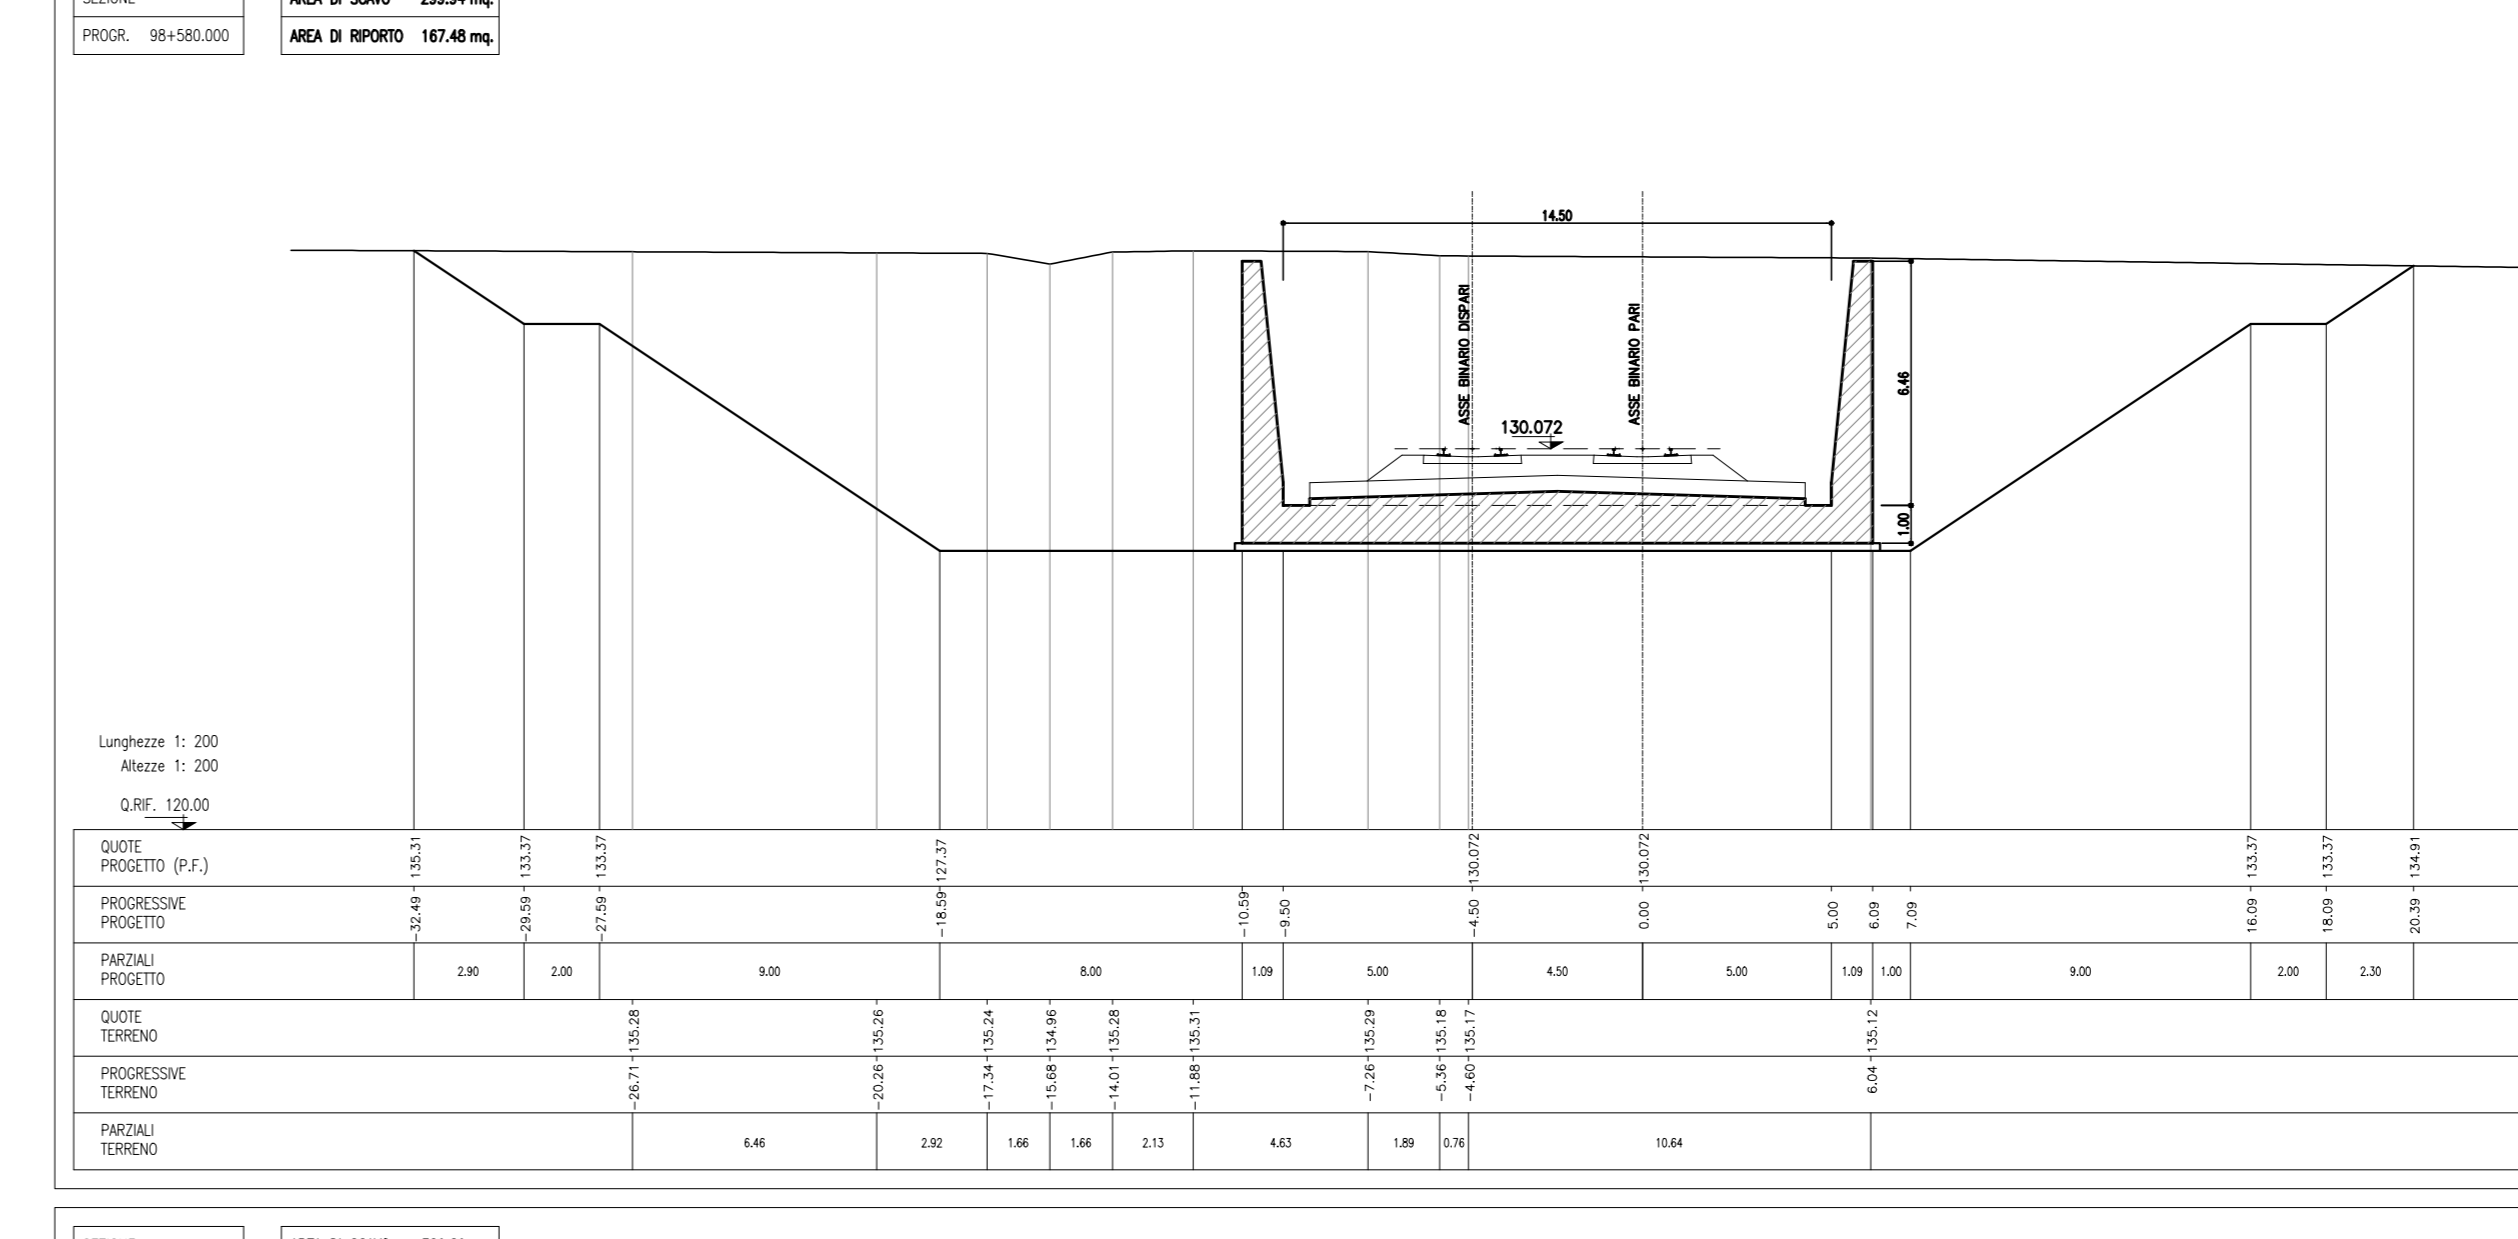 SEZIONE
AREA DI SCAVO 299.94 mq.
PROGR. 98+580.000
AREA DI RIPORTO 167.48 mq.
14.50
ASSE BINARIO DISPARI
ASSE BINARIO PARI
6.46
130.072
1.00
Lunghezze 1: 200
Altezze 1: 200
Q.RIF. 120.00
QUOTE
PROGETTO (P.F.)
135.31 133.37 133.37 127.37 130.072 130.072 133.37 133.37 134.91
PROGRESSIVE
PROGETTO
-32.49 -29.59 -27.59 -18.59 -10.59 -9.50 -4.50 0.00 5.00 6.09 7.09 16.09 18.09 20.39
PARZIALI
PROGETTO
2.90 2.00 9.00 8.00 1.09 5.00 4.50 5.00 1.09 1.00 9.00 2.00 2.30
QUOTE
TERRENO
135.28 135.26 135.24 134.96 135.28 135.31 135.29 135.18 135.17 135.12
PROGRESSIVE
TERRENO
-26.71 -20.26 -17.34 -15.68 -14.01 -11.88 -7.26 -5.36 -4.60 6.04
PARZIALI
TERRENO
6.46 2.92 1.66 1.66 2.13 4.63 1.89 0.76 10.64